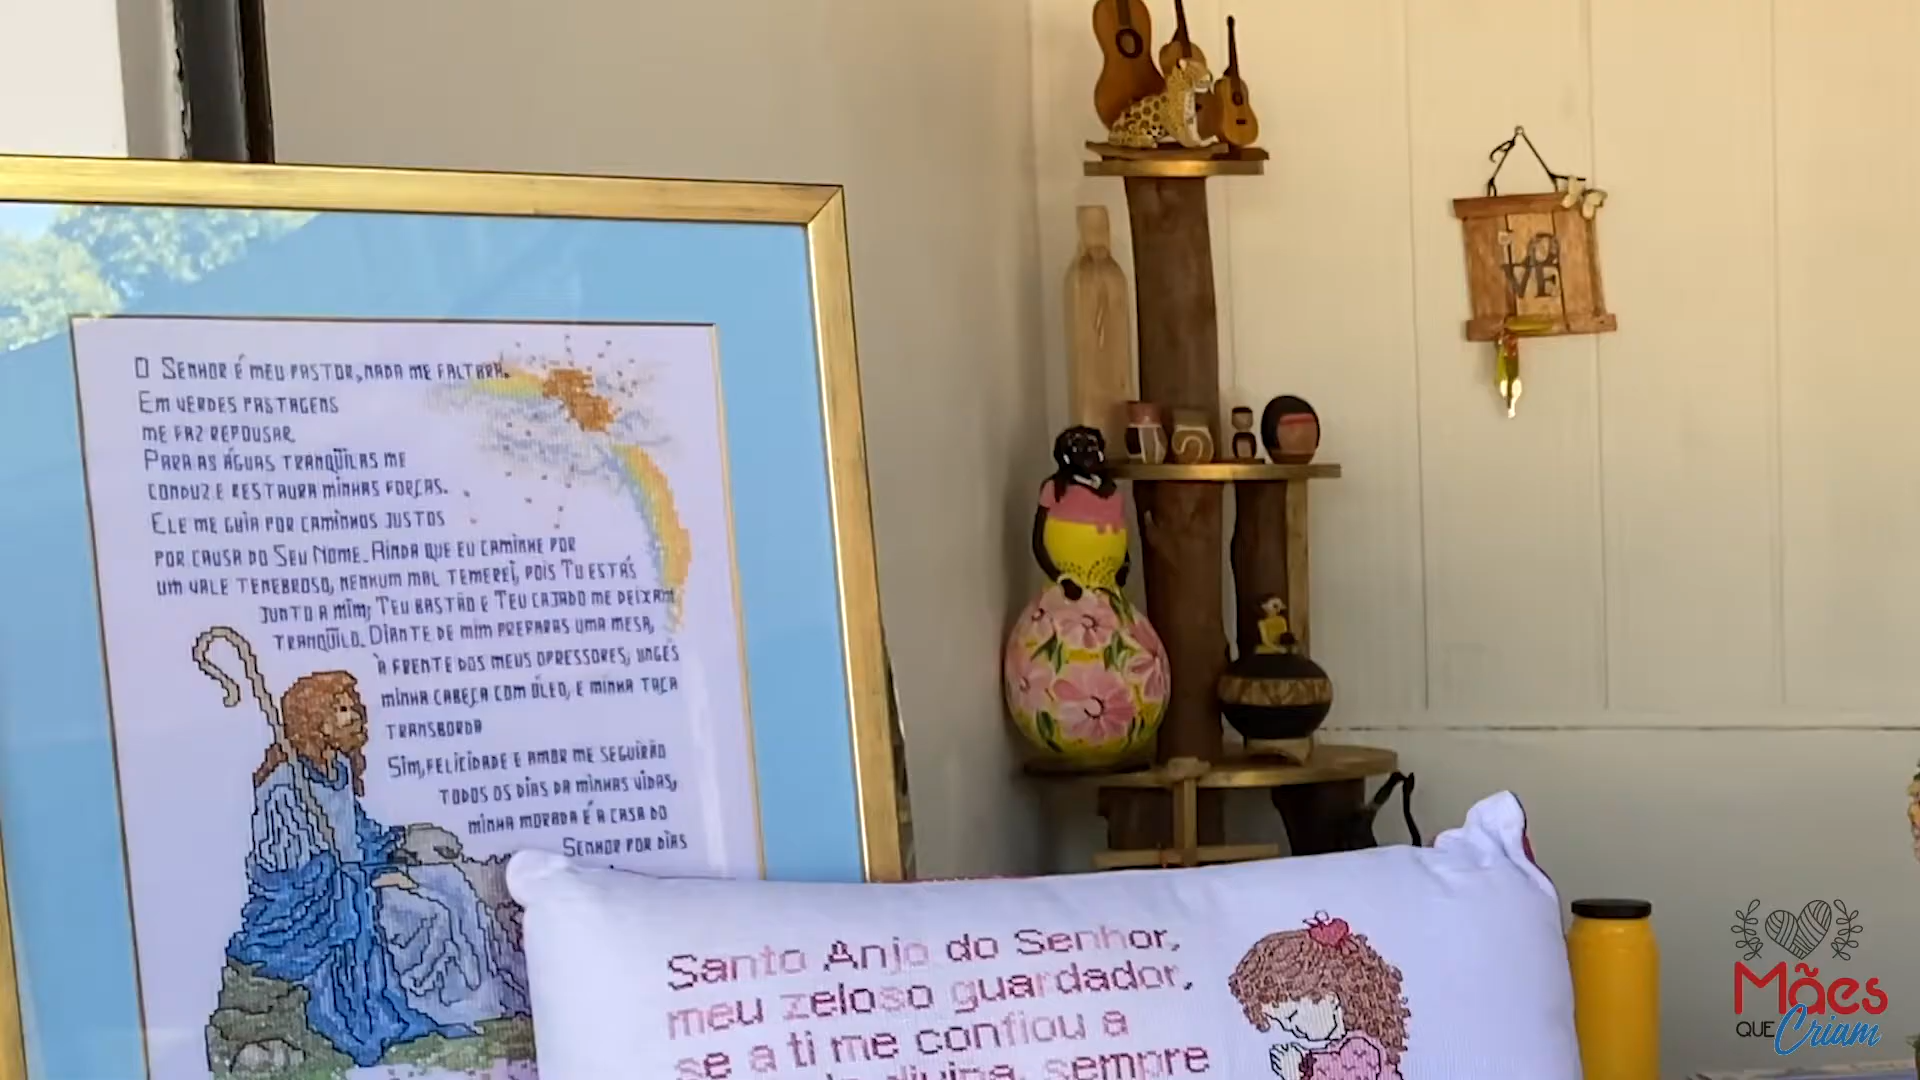 O SENHOR É MEU PASTOR, NADA ME FALTARÁ.
EM VERDES PASTAGENS
ME FAZ REPOUSAR.
PARA AS ÁGUAS TRANQÜILAS ME
CONDUZ E RESTAURA MINHAS FORÇAS.
ELE ME GUIA POR CAMINHOS JUSTOS
POR CAUSA DO SEU NOME. AINDA QUE EU CAMINHE POR
UM VALE TENEBROSO, NENHUM MAL TEMEREI, POIS TU ESTÁS
JUNTO A MIM; TEU BASTÃO E TEU CAJADO ME DEIXAM
TRANQÜILO. DIANTE DE MIM PREPARAS UMA MESA,
À FRENTE DOS MEUS OPRESSORES; UNGES
MINHA CABEÇA COM ÓLEO, E MINHA TAÇA
TRANSBORDA
SIM, FELICIDADE E AMOR ME SEGUIRÃO
TODOS OS DIAS DA MINHAS VIDAS;
MINHA MORADA É A CASA DO
SENHOR POR DIAS
LO
VE
Santo Anjo do Senhor,
meu zeloso guardador,
se a ti me confiou a
divina, sempre
Mães
QUE Criam